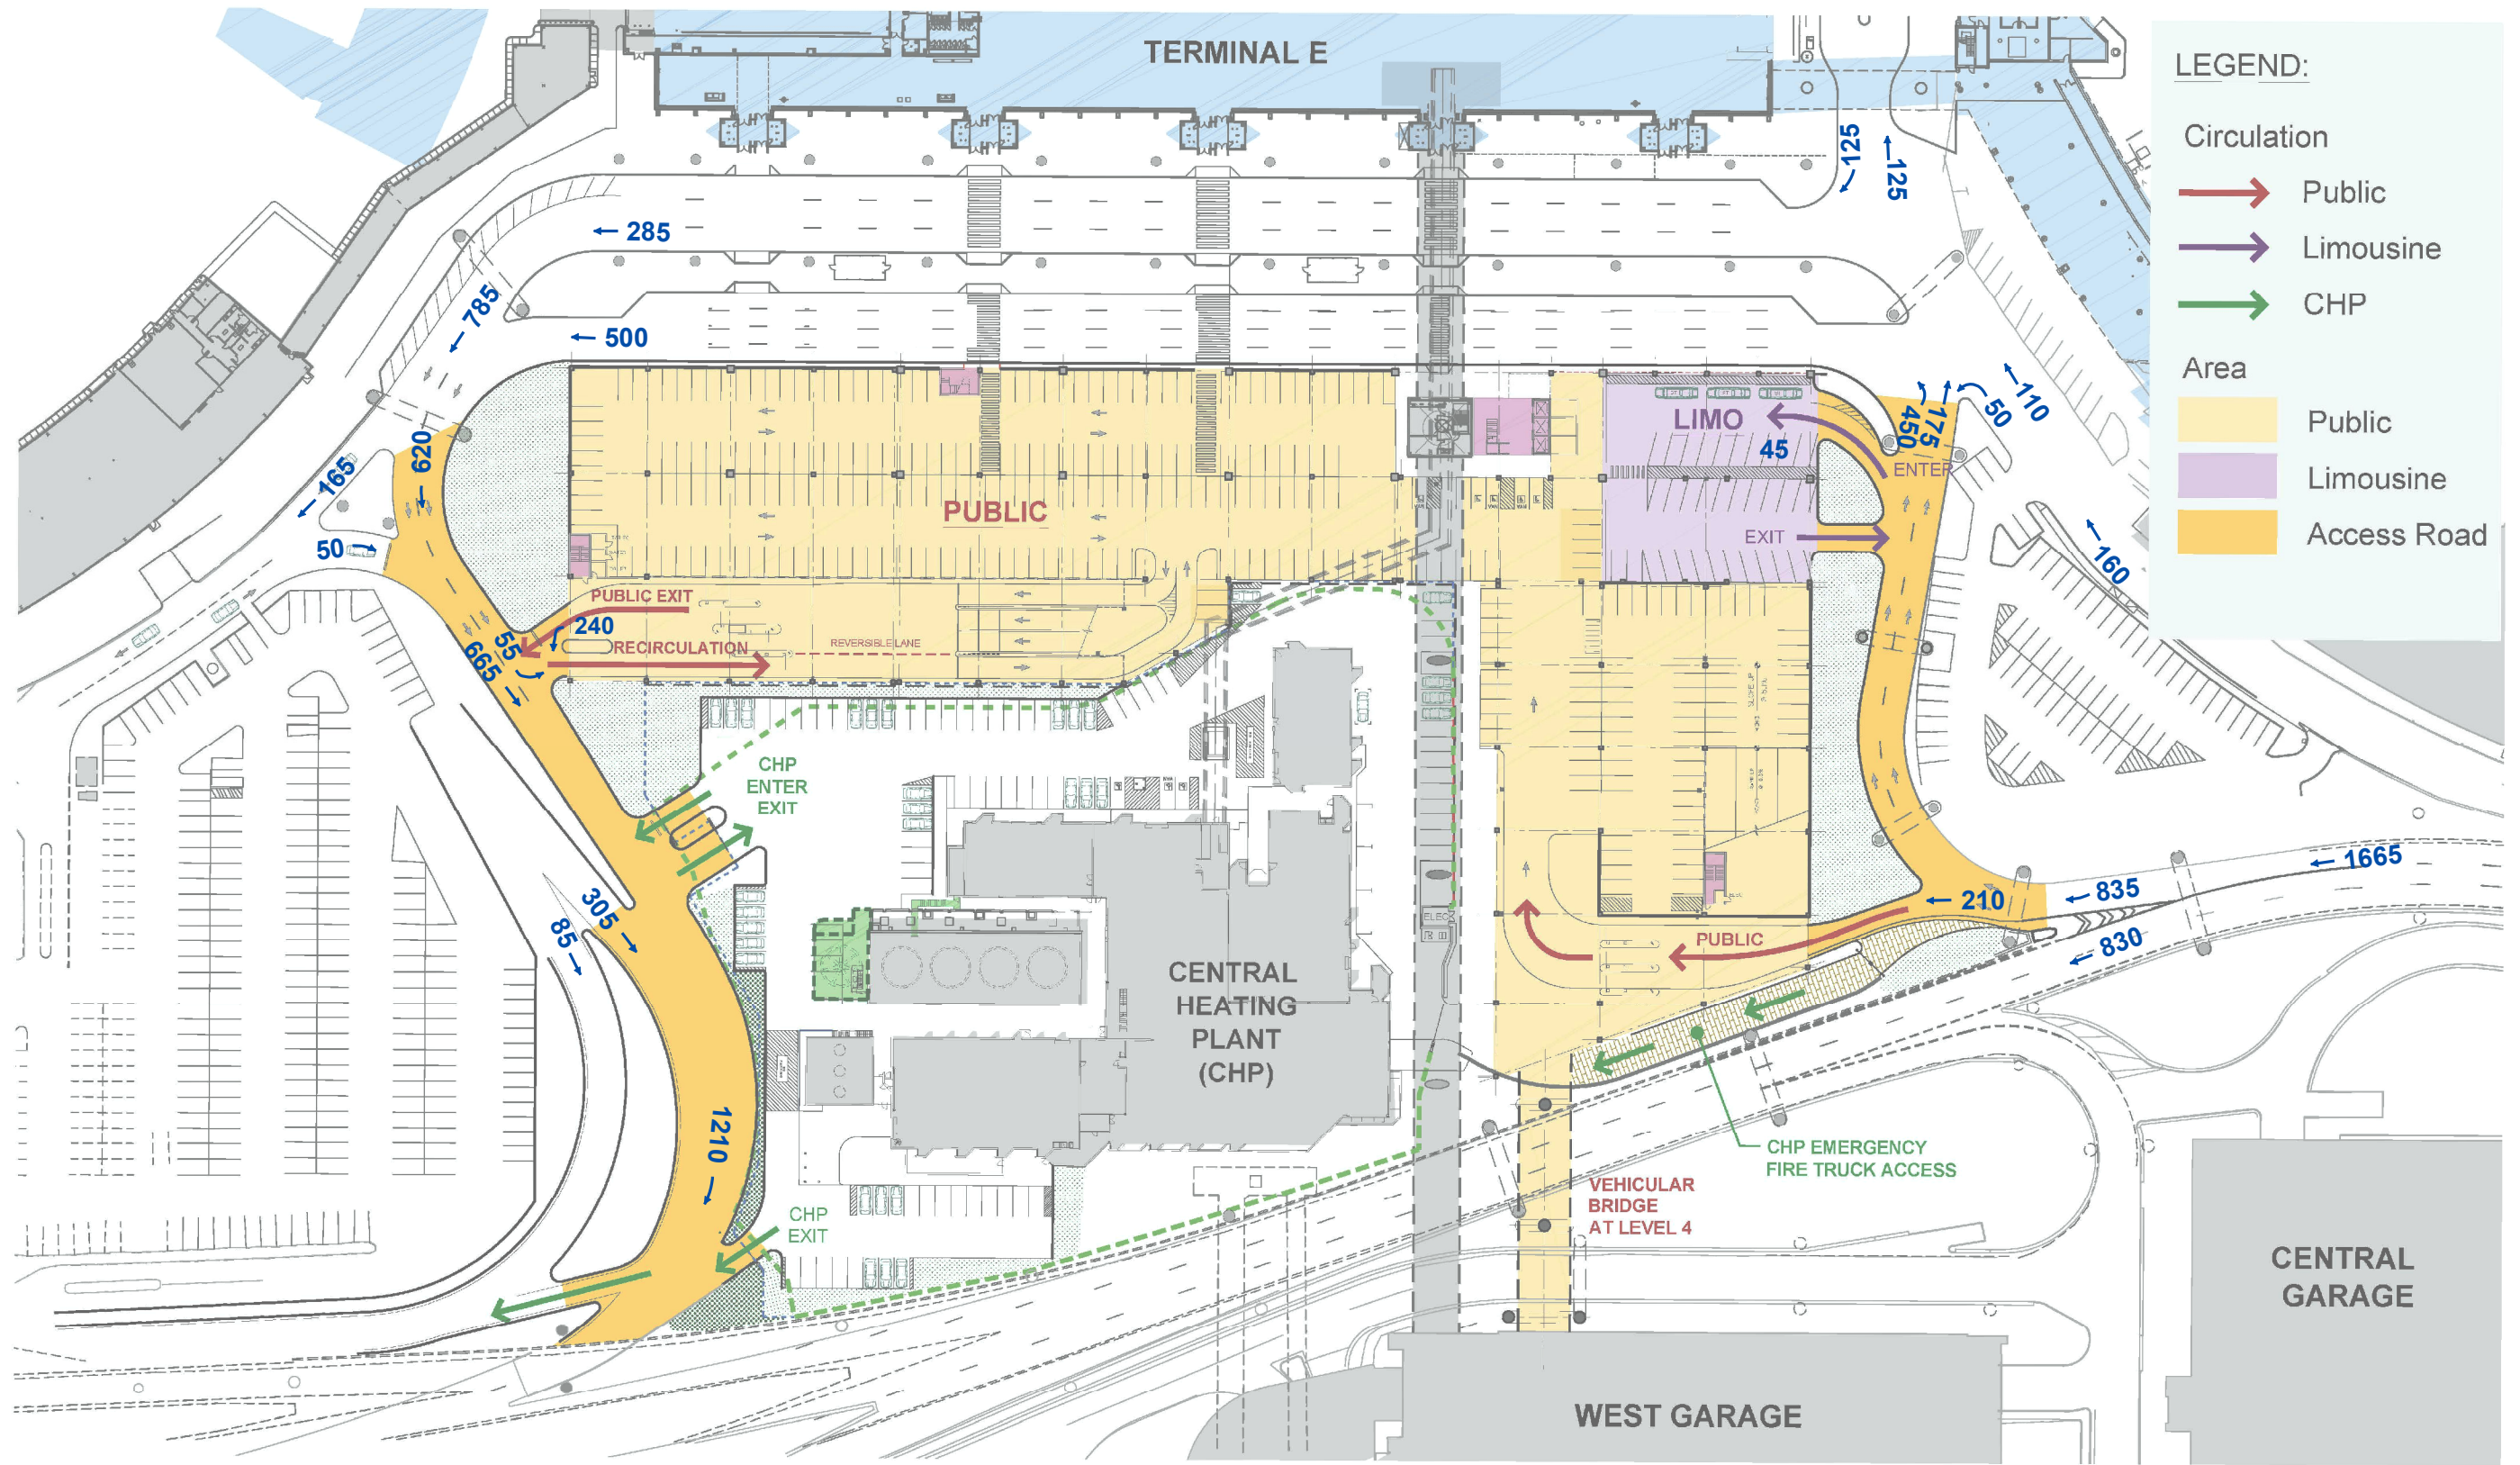 TERMINAL E
LEGEND:
Circulation
Public
Limousine
CHP
Area
Public
Limousine
Access Road
←125
←125
← 285
← 785
← 500
←110
50
←175
450
LIMO
45
ENTER
EXIT
620
←
← 165
50
PUBLIC
←160
PUBLIC EXIT
240
RECIRCULATION
REVERSIBLE LANE
55
665 →
CHP
ENTER
EXIT
← 1665
← 835
← 210
← 830
305 →
85→
ELEC
PUBLIC
CENTRAL
HEATING
PLANT
(CHP)
1210 →
CHP EMERGENCY
FIRE TRUCK ACCESS
VEHICULAR
BRIDGE
AT LEVEL 4
CHP
EXIT
CENTRAL
GARAGE
WEST GARAGE